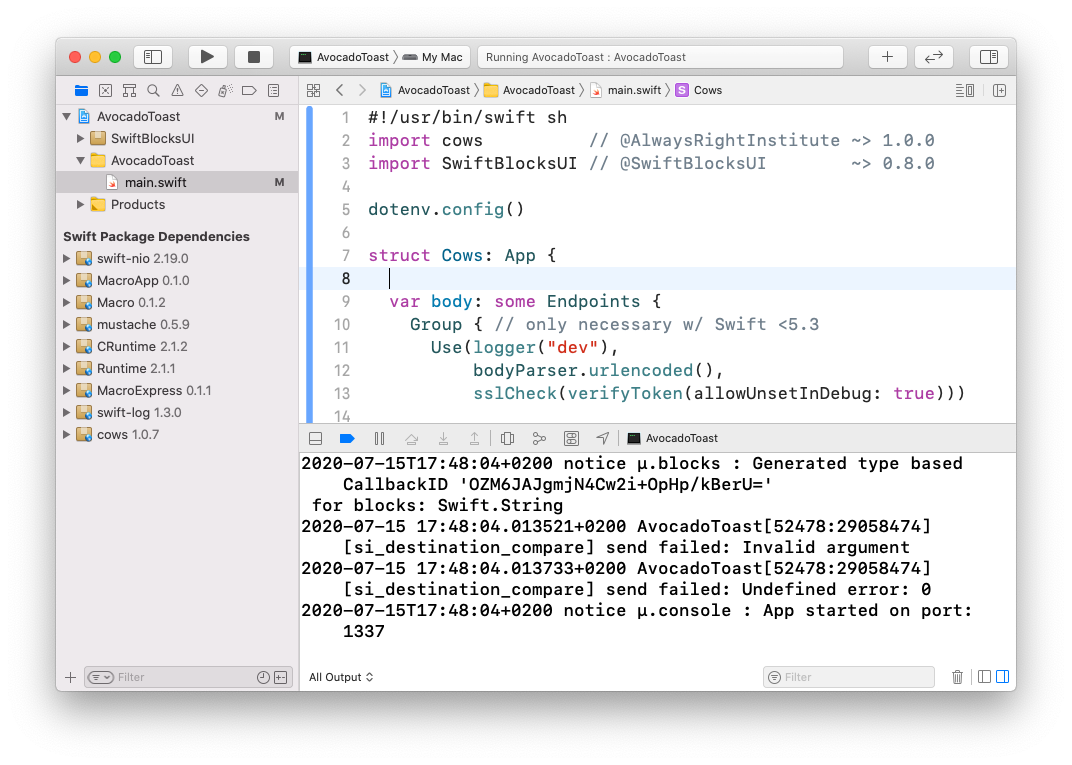 AvocadoToast My Mac
Running AvocadoToast : AvocadoToast
AvocadoToast AvocadoToast main.swift S Cows
AvocadoToast M
SwiftBlocksUI
AvocadoToast
main.swift M
Products
Swift Package Dependencies
swift-nio 2.19.0
MacroApp 0.1.0
Macro 0.1.2
mustache 0.5.9
CRuntime 2.1.2
Runtime 2.1.1
MacroExpress 0.1.1
swift-log 1.3.0
cows 1.0.7
Filter
1 #!/usr/bin/swift sh
2 import cows // @AlwaysRightInstitute ~> 1.0.0
3 import SwiftBlocksUI // @SwiftBlocksUI ~> 0.8.0
4
5 dotenv.config()
6
7 struct Cows: App {
8
9 var body: some Endpoints {
10 Group { // only necessary w/ Swift <5.3
11 Use(logger("dev"),
12 bodyParser.urlencoded(),
13 sslCheck(verifyToken(allowUnsetInDebug: true)))
14
AvocadoToast
2020-07-15T17:48:04+0200 notice μ.blocks : Generated type based
CallbackID 'OZM6JAJgmjN4Cw2i+OpHp/kBerU='
for blocks: Swift.String
2020-07-15 17:48:04.013521+0200 AvocadoToast[52478:29058474]
[si_destination_compare] send failed: Invalid argument
2020-07-15 17:48:04.013733+0200 AvocadoToast[52478:29058474]
[si_destination_compare] send failed: Undefined error: 0
2020-07-15T17:48:04+0200 notice μ.console : App started on port:
1337
All Output
Filter